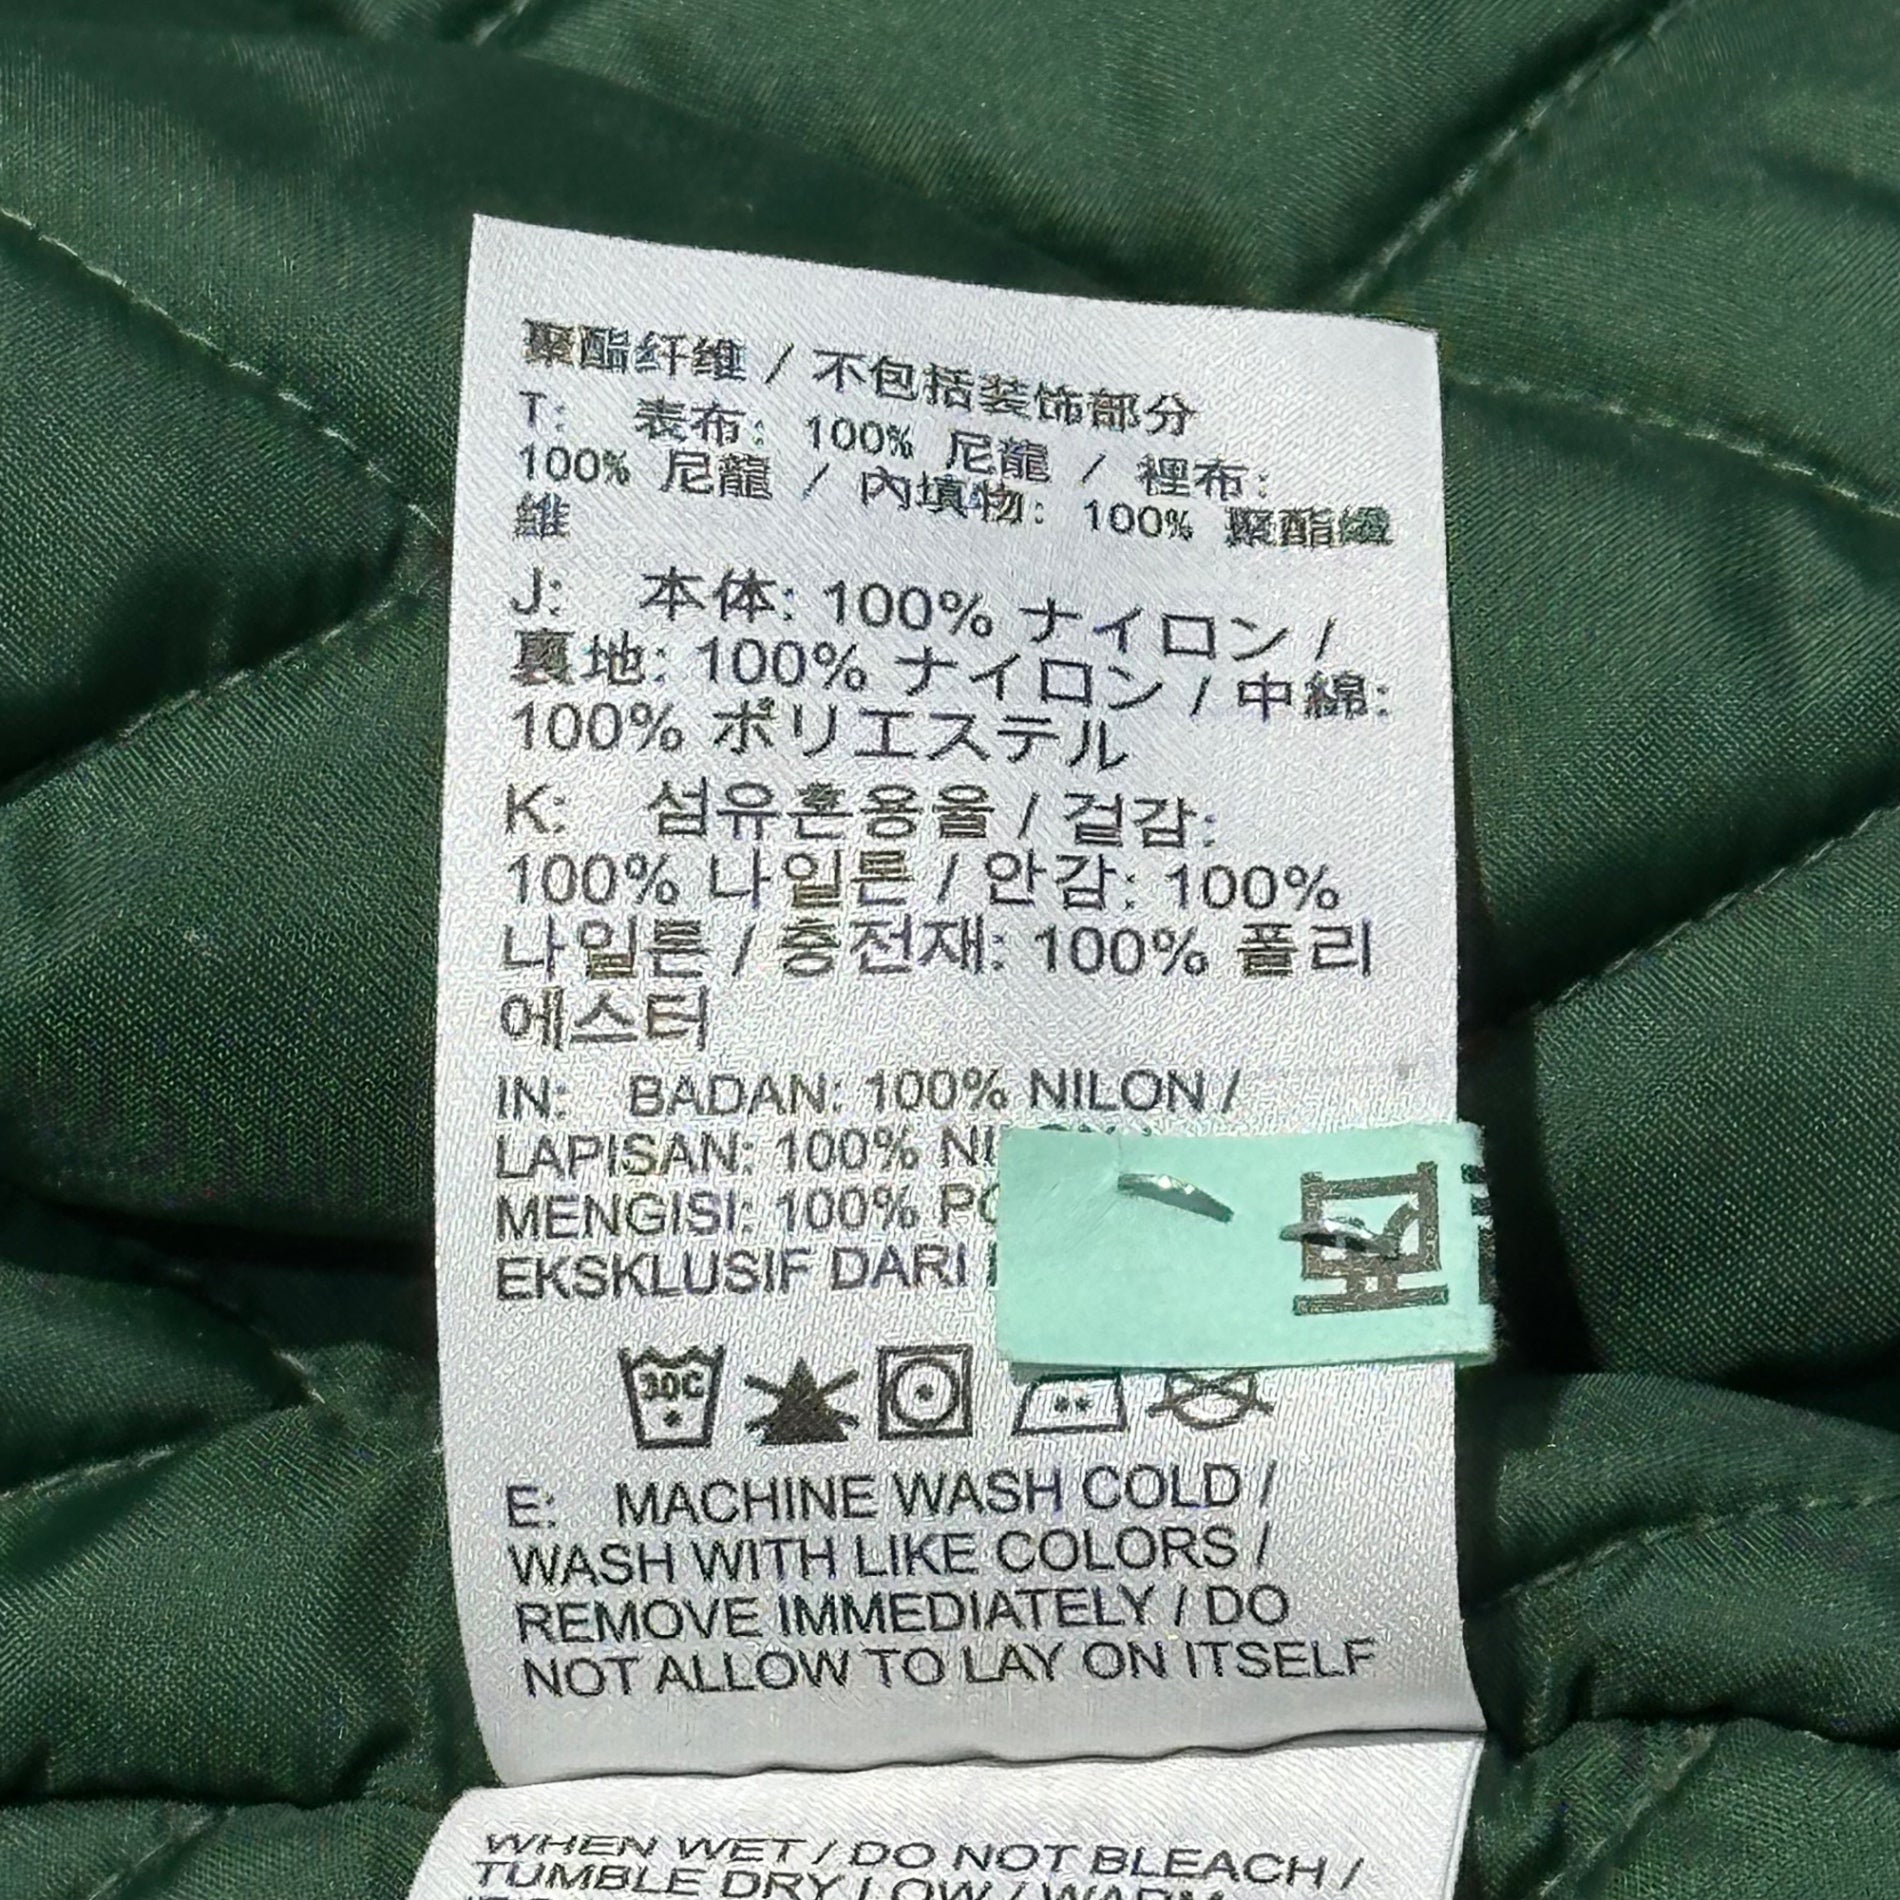 聚酯纤维 / 不包括装饰部分
T: 表布: 100% 尼龍 / 裡布:
100% 尼龍 / 內填物: 100% 聚酯纖
維
J: 本体: 100% ナイロン /
裏地: 100% ナイロン / 中綿:
100% ポリエステル
K: 섬유혼용율 / 겉감:
100% 나일론 / 안감: 100%
나일론 / 충전재: 100% 폴리
에스터
IN: BADAN: 100% NILON /
LAPISAN: 100%
MENGISI: 100%
EKSKLUSIF DARI
30C
E: MACHINE WASH COLD /
WASH WITH LIKE COLORS /
REMOVE IMMEDIATELY / DO
NOT ALLOW TO LAY ON ITSELF
WHEN WET / DO NOT BLEACH /
TUMBLE DRY LOW / WARM